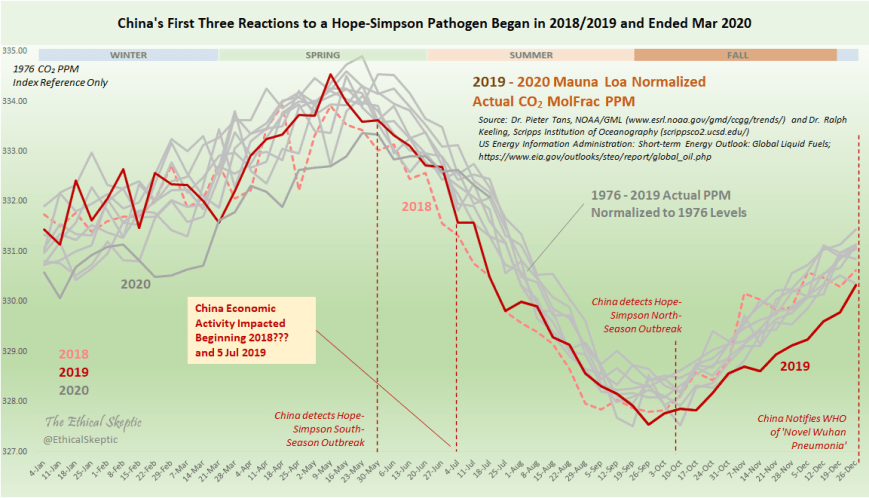 China's First Three Reactions to a Hope-Simpson Pathogen Began in 2018/2019 and Ended Mar 2020
335.00
WINTER
SPRING
SUMMER
FALL
1976 CO₂ PPM
Index Reference Only
334.00
333.00
332.00
331.00
330.00
329.00
328.00
327.00
2019 - 2020 Mauna Loa Normalized
Actual CO₂ MolFrac PPM
Source: Dr. Pieter Tans, NOAA/GML (www.esrl.noaa.gov/gmd/ccgg/trends/) and Dr. Ralph
Keeling, Scripps Institution of Oceanography (scrippsco2.ucsd.edu/)
US Energy Information Administration: Short-term Energy Outlook: Global Liquid Fuels;
https://www.eia.gov/outlooks/steo/report/global_oil.php
1976 - 2019 Actual PPM
Normalized to 1976 Levels
2018
2020
China Economic
Activity Impacted
Beginning 2018???
and 5 Jul 2019
China detects Hope-
Simpson North-
Season Outbreak
2018
2019
2020
2019
The Ethical Skeptic
@EthicalSkeptic
China detects Hope-
Simpson South-
Season Outbreak
China Notifies WHO
of 'Novel Wuhan
Pneumonia'
4-Jan
11-Jan
18-Jan
25-Jan
1-Feb
8-Feb
15-Feb
22-Feb
29-Feb
7-Mar
14-Mar
21-Mar
28-Mar
4-Apr
11-Apr
18-Apr
25-Apr
2-May
9-May
16-May
23-May
30-May
6-Jun
13-Jun
20-Jun
27-Jun
4-Jul
11-Jul
18-Jul
25-Jul
1-Aug
8-Aug
15-Aug
22-Aug
29-Aug
5-Sep
12-Sep
19-Sep
26-Sep
3-Oct
10-Oct
17-Oct
24-Oct
31-Oct
7-Nov
14-Nov
21-Nov
28-Nov
5-Dec
12-Dec
19-Dec
26-Dec